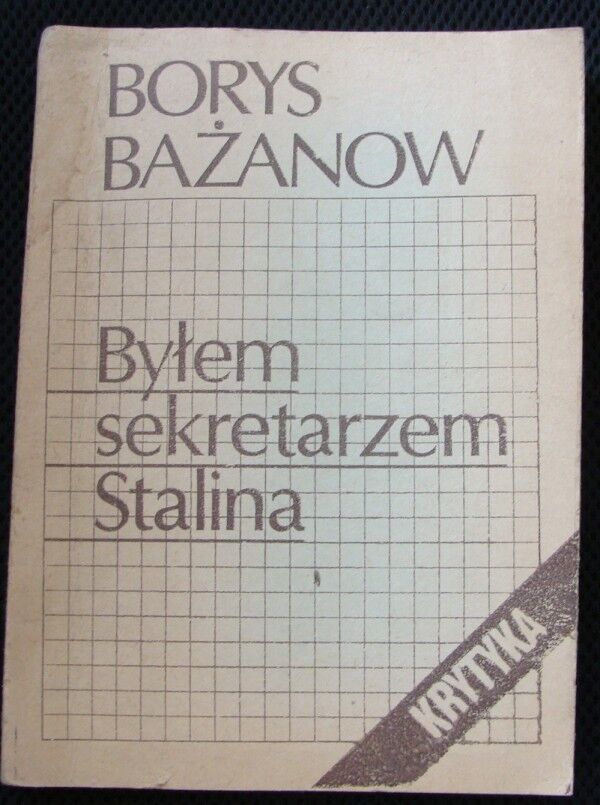 BORYS
BAŻANOW
Byłem
sekretarzem
Stalina
KRYTYKA